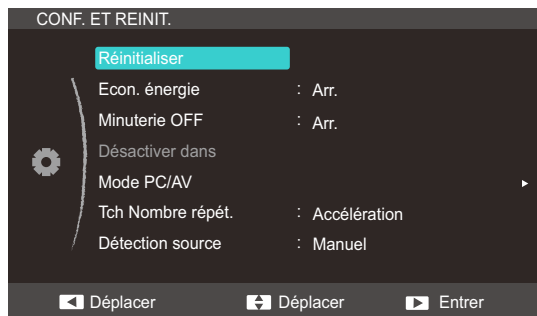 CONF. ET REINIT.
Réinitialiser
Econ. énergie : Arr.
Minuterie OFF : Arr.
Désactiver dans
Mode PC/AV
Tch Nombre répét. : Accélération
Détection source : Manuel
Déplacer Déplacer Entrer